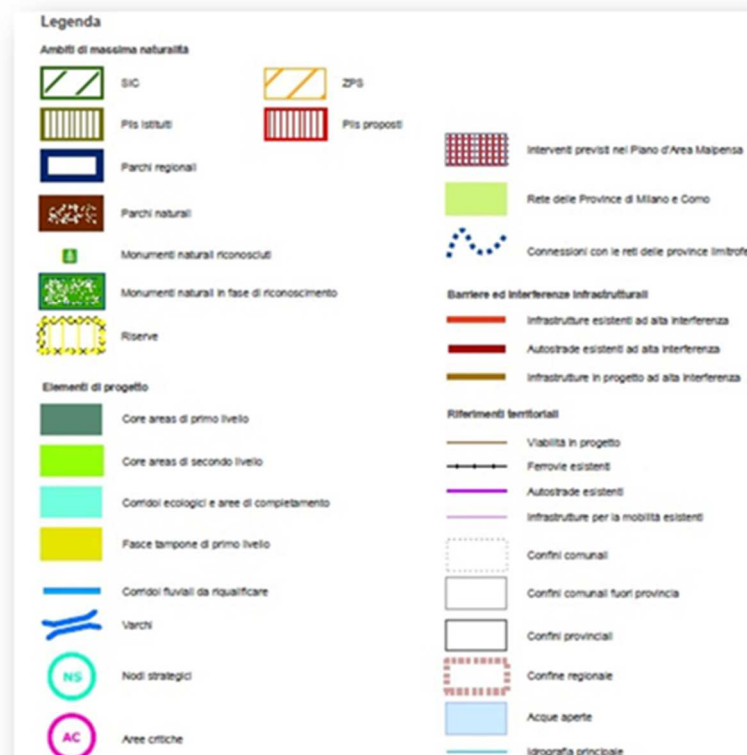 Legenda
Ambiti di massima naturalità
SIC
ZPS
Plis Istituiti
Plis proposti
Parchi regionali
Parchi naturali
Monumenti naturali riconosciuti
Monumenti naturali in fase di riconoscimento
Riserve
Elementi di progetto
Core areas di primo livello
Core areas di secondo livello
Corridoi ecologici e aree di completamento
Fasce tampone di primo livello
Corridoi fluviali da riqualificare
Varchi
NS
Nodi strategici
AC
Aree critiche
Interventi previsti nel Piano d'Area Malpensa
Rete delle Province di Milano e Como
Connessioni con le reti delle province limitrofe
Barriere ed interferenze infrastrutturali
Infrastrutture esistenti ad alta interferenza
Autostrade esistenti ad alta interferenza
Infrastrutture in progetto ad alta interferenza
Riferimenti territoriali
Viabilità in progetto
Ferrovie esistenti
Autostrade esistenti
Infrastrutture per la mobilità esistenti
Confini comunali
Confini comunali fuori provincia
Confini provinciali
Confine regionale
Acque aperte
Idrografia principale